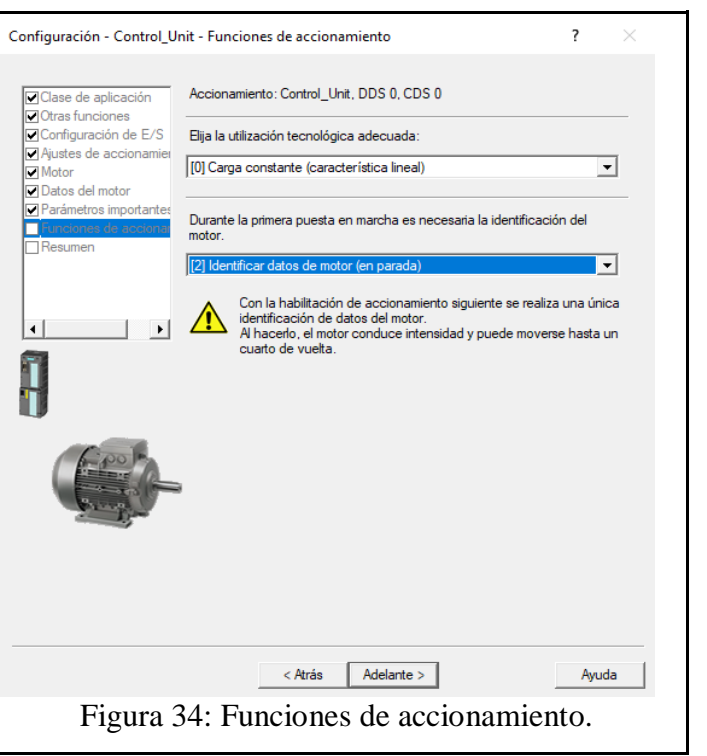 Configuración - Control_Unit - Funciones de accionamiento
?
Clase de aplicación
Otras funciones
Configuración de E/S
Ajustes de accionamier
Motor
Datos del motor
Parámetros importantes
Funciones de accionar
Resumen
Accionamiento: Control_Unit, DDS 0, CDS 0
Elija la utilización tecnológica adecuada:
[0] Carga constante (característica lineal)
Durante la primera puesta en marcha es necesaria la identificación del
motor.
[2] Identificar datos de motor (en parada)
Con la habilitación de accionamiento siguiente se realiza una única
identificación de datos del motor.
Al hacerlo, el motor conduce intensidad y puede moverse hasta un
cuarto de vuelta.
< Atrás
Adelante >
Ayuda
Figura 34: Funciones de accionamiento.